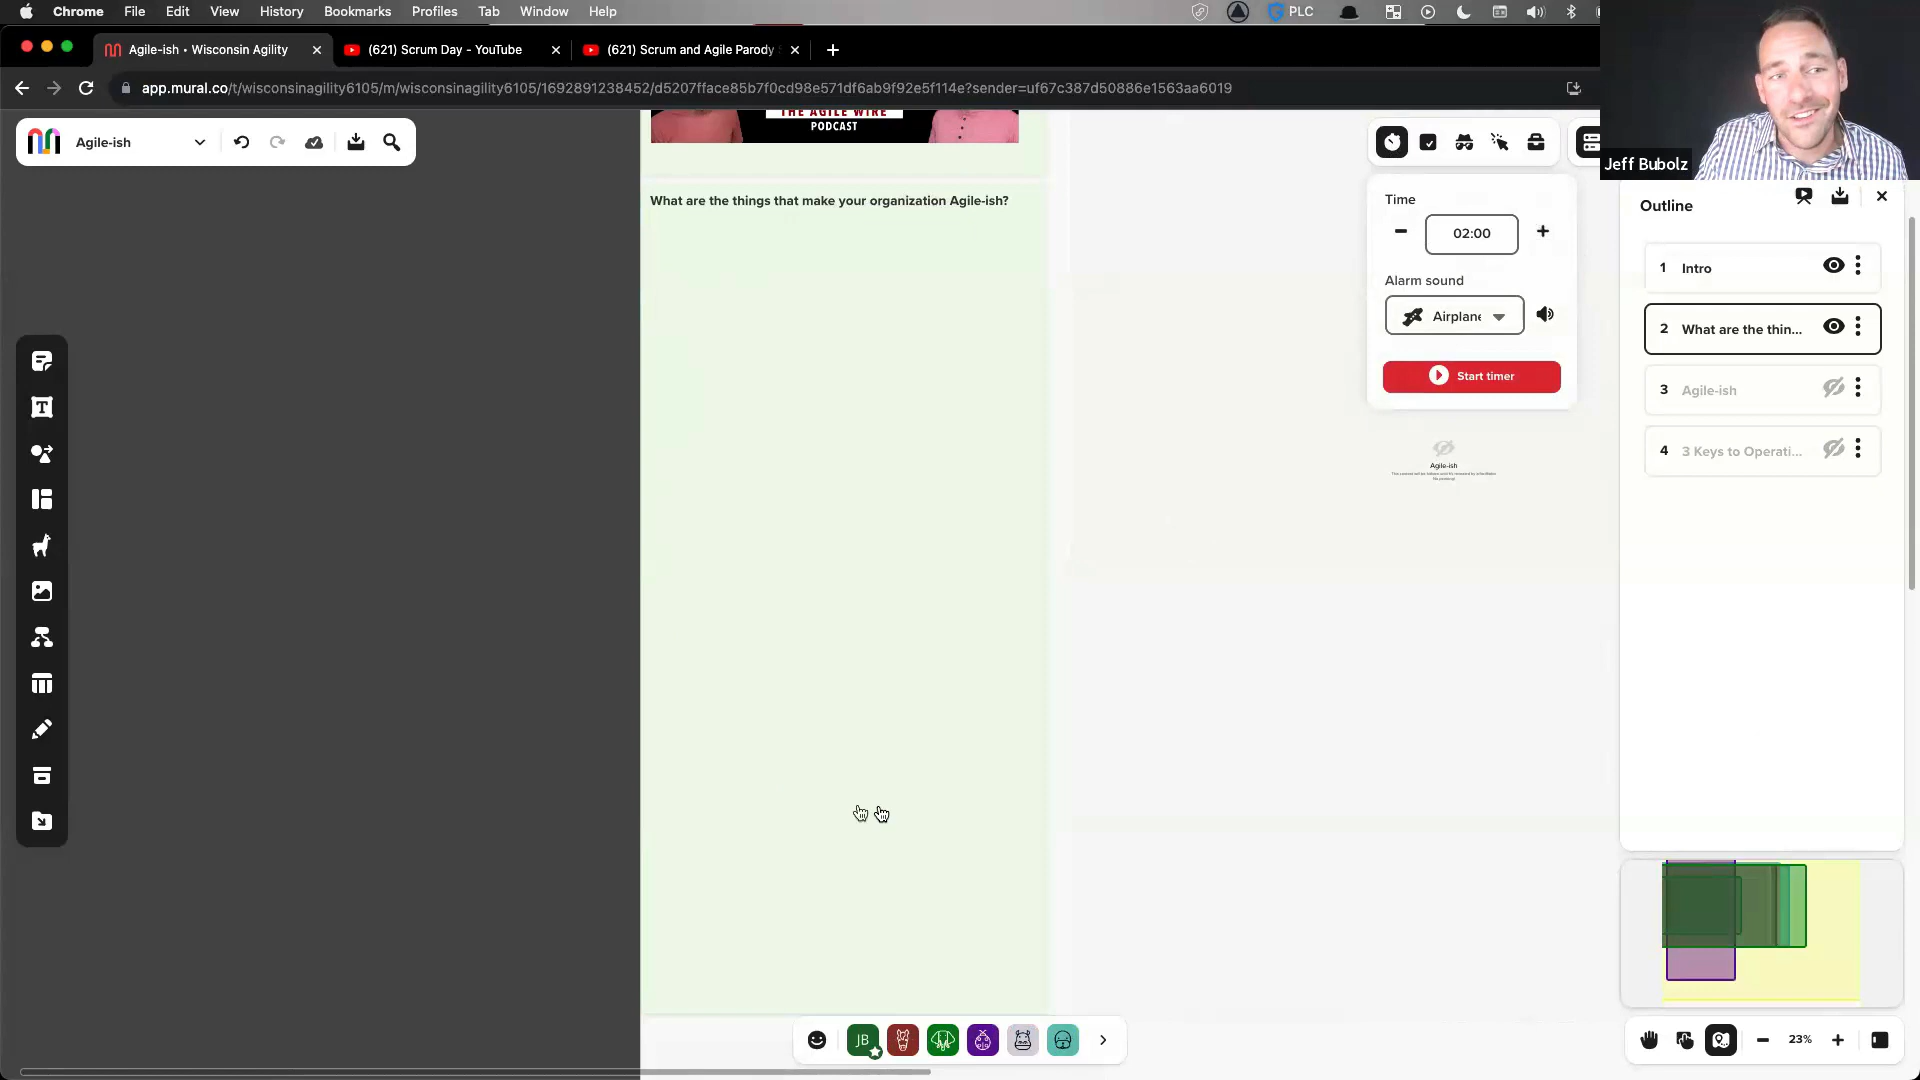 Chrome File Edit View History Bookmarks Profiles Tab Window Help
PLC
Agile-ish • Wisconsin Agility
(621) Scrum Day - YouTube
(621) Scrum and Agile Parody
app.mural.co/t/wisconsinagility6105/m/wisconsinagility6105/1692891238452/d5207fface85b7f0cd98e571df6ab9f92e5f114e?sender=uf67c387d50886e1563aa6019
Agile-ish
THE AGILE WIRE
PODCAST
What are the things that make your organization Agile-ish?
Time
02:00
Alarm sound
Airplane
Start timer
Agile-ish
Jeff Bubolz
Outline
1 Intro
2 What are the thin...
3 Agile-ish
4 3 Keys to Operati...
JB
23%